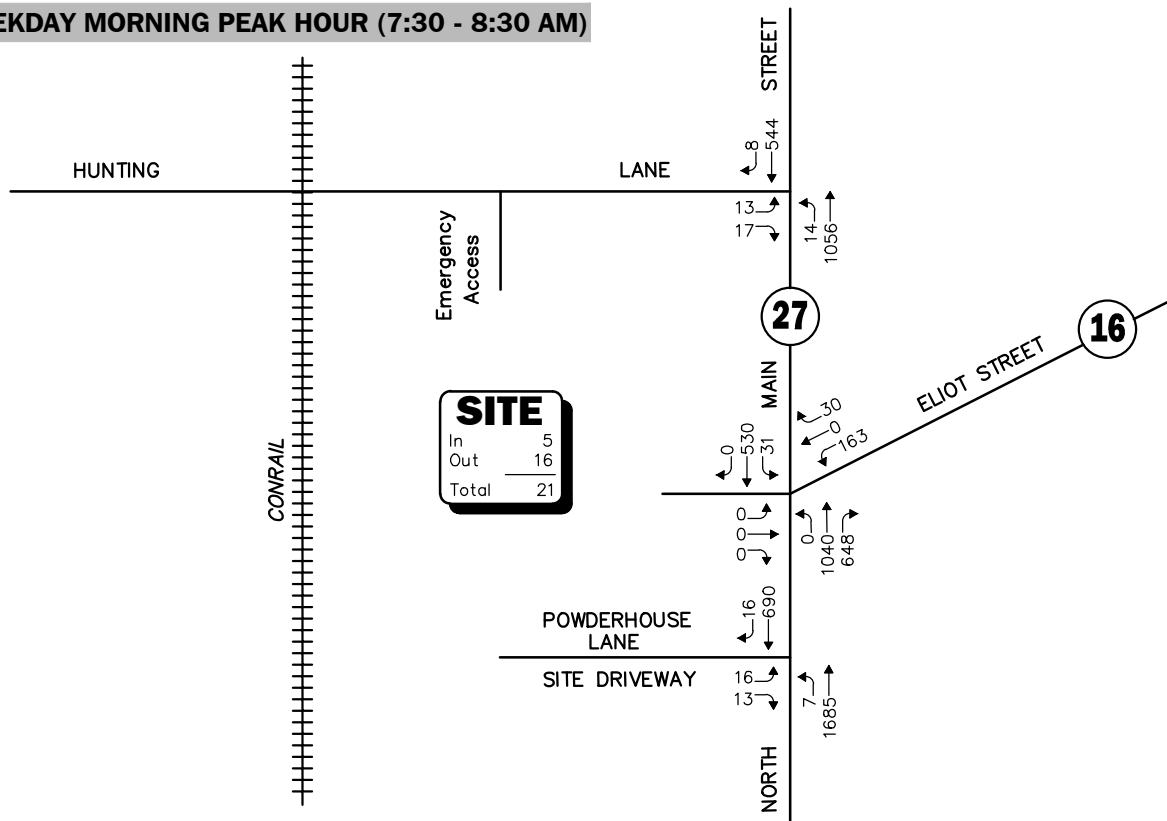 EKDAY MORNING PEAK HOUR (7:30 - 8:30 AM)
STREET
8
544
HUNTING LANE
13
17
14
1056
Emergency
Access
27
16
ELIOT STREET
MAIN
SITE
In 5
Out 16
Total 21
CONRAIL
0
530
31
30
0
163
0
0
0
0
1040
648
POWDERHOUSE
LANE
16
690
SITE DRIVEWAY
16
13
7
1685
NORTH